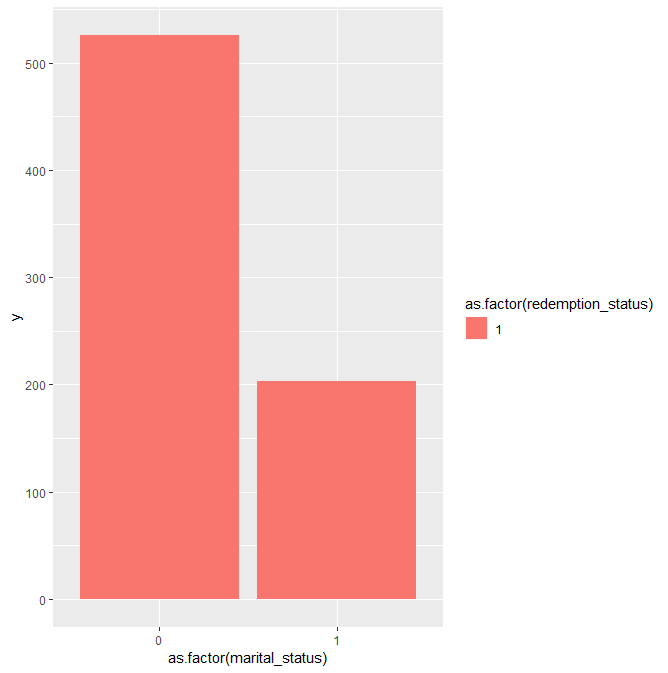 500
400
300
200
100
0
y
0 1
as.factor(marital_status)
as.factor(redemption_status)
1